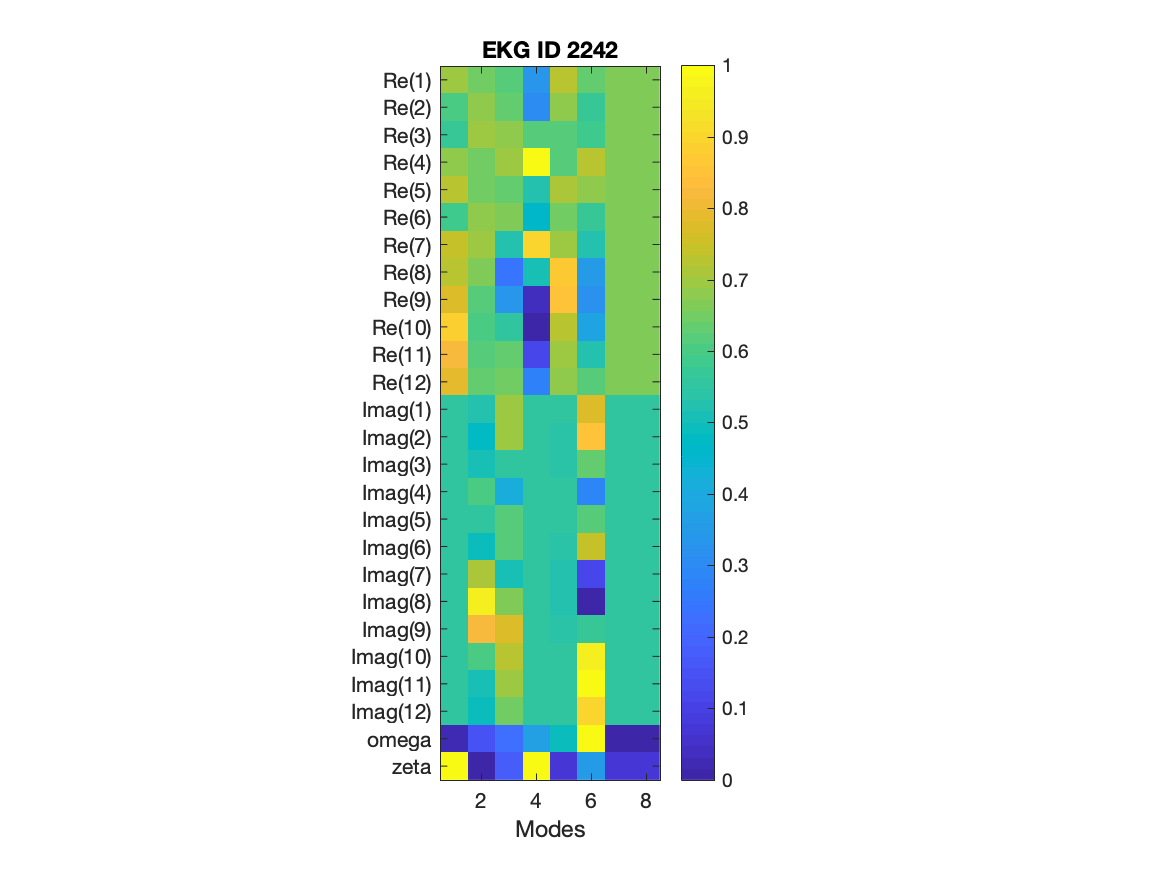 EKG ID 2242
Re(1)
Re(2)
Re(3)
Re(4)
Re(5)
Re(6)
Re(7)
Re(8)
Re(9)
Re(10)
Re(11)
Re(12)
Imag(1)
Imag(2)
Imag(3)
Imag(4)
Imag(5)
Imag(6)
Imag(7)
Imag(8)
Imag(9)
Imag(10)
Imag(11)
Imag(12)
omega
zeta
2 4 6 8
Modes
1
0.9
0.8
0.7
0.6
0.5
0.4
0.3
0.2
0.1
0